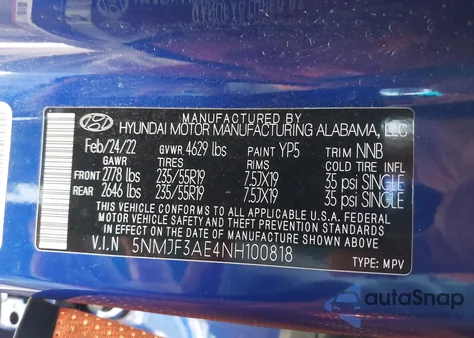 MANUFACTURED BY
HYUNDAI MOTOR MANUFACTURING ALABAMA, LLC
Feb/24/22 GVWR 4629 lbs PAINT YP5 TRIM NNB
GAWR TIRES RIMS COLD TIRE INFL
FRONT 2778 lbs 235/55R19 7.5JX19 35 psi SINGLE
REAR 2646 lbs 235/55R19 7.5JX19 35 psi SINGLE
THIS VEHICLE CONFORMS TO ALL APPLICABLE U.S.A. FEDERAL
MOTOR VEHICLE SAFETY AND THEFT PREVENTION STANDARDS
IN EFFECT ON THE DATE OF MANUFACTURE SHOWN ABOVE.
V.I.N 5NMJF3AE4NH100818
TYPE: MPV
autoSnap